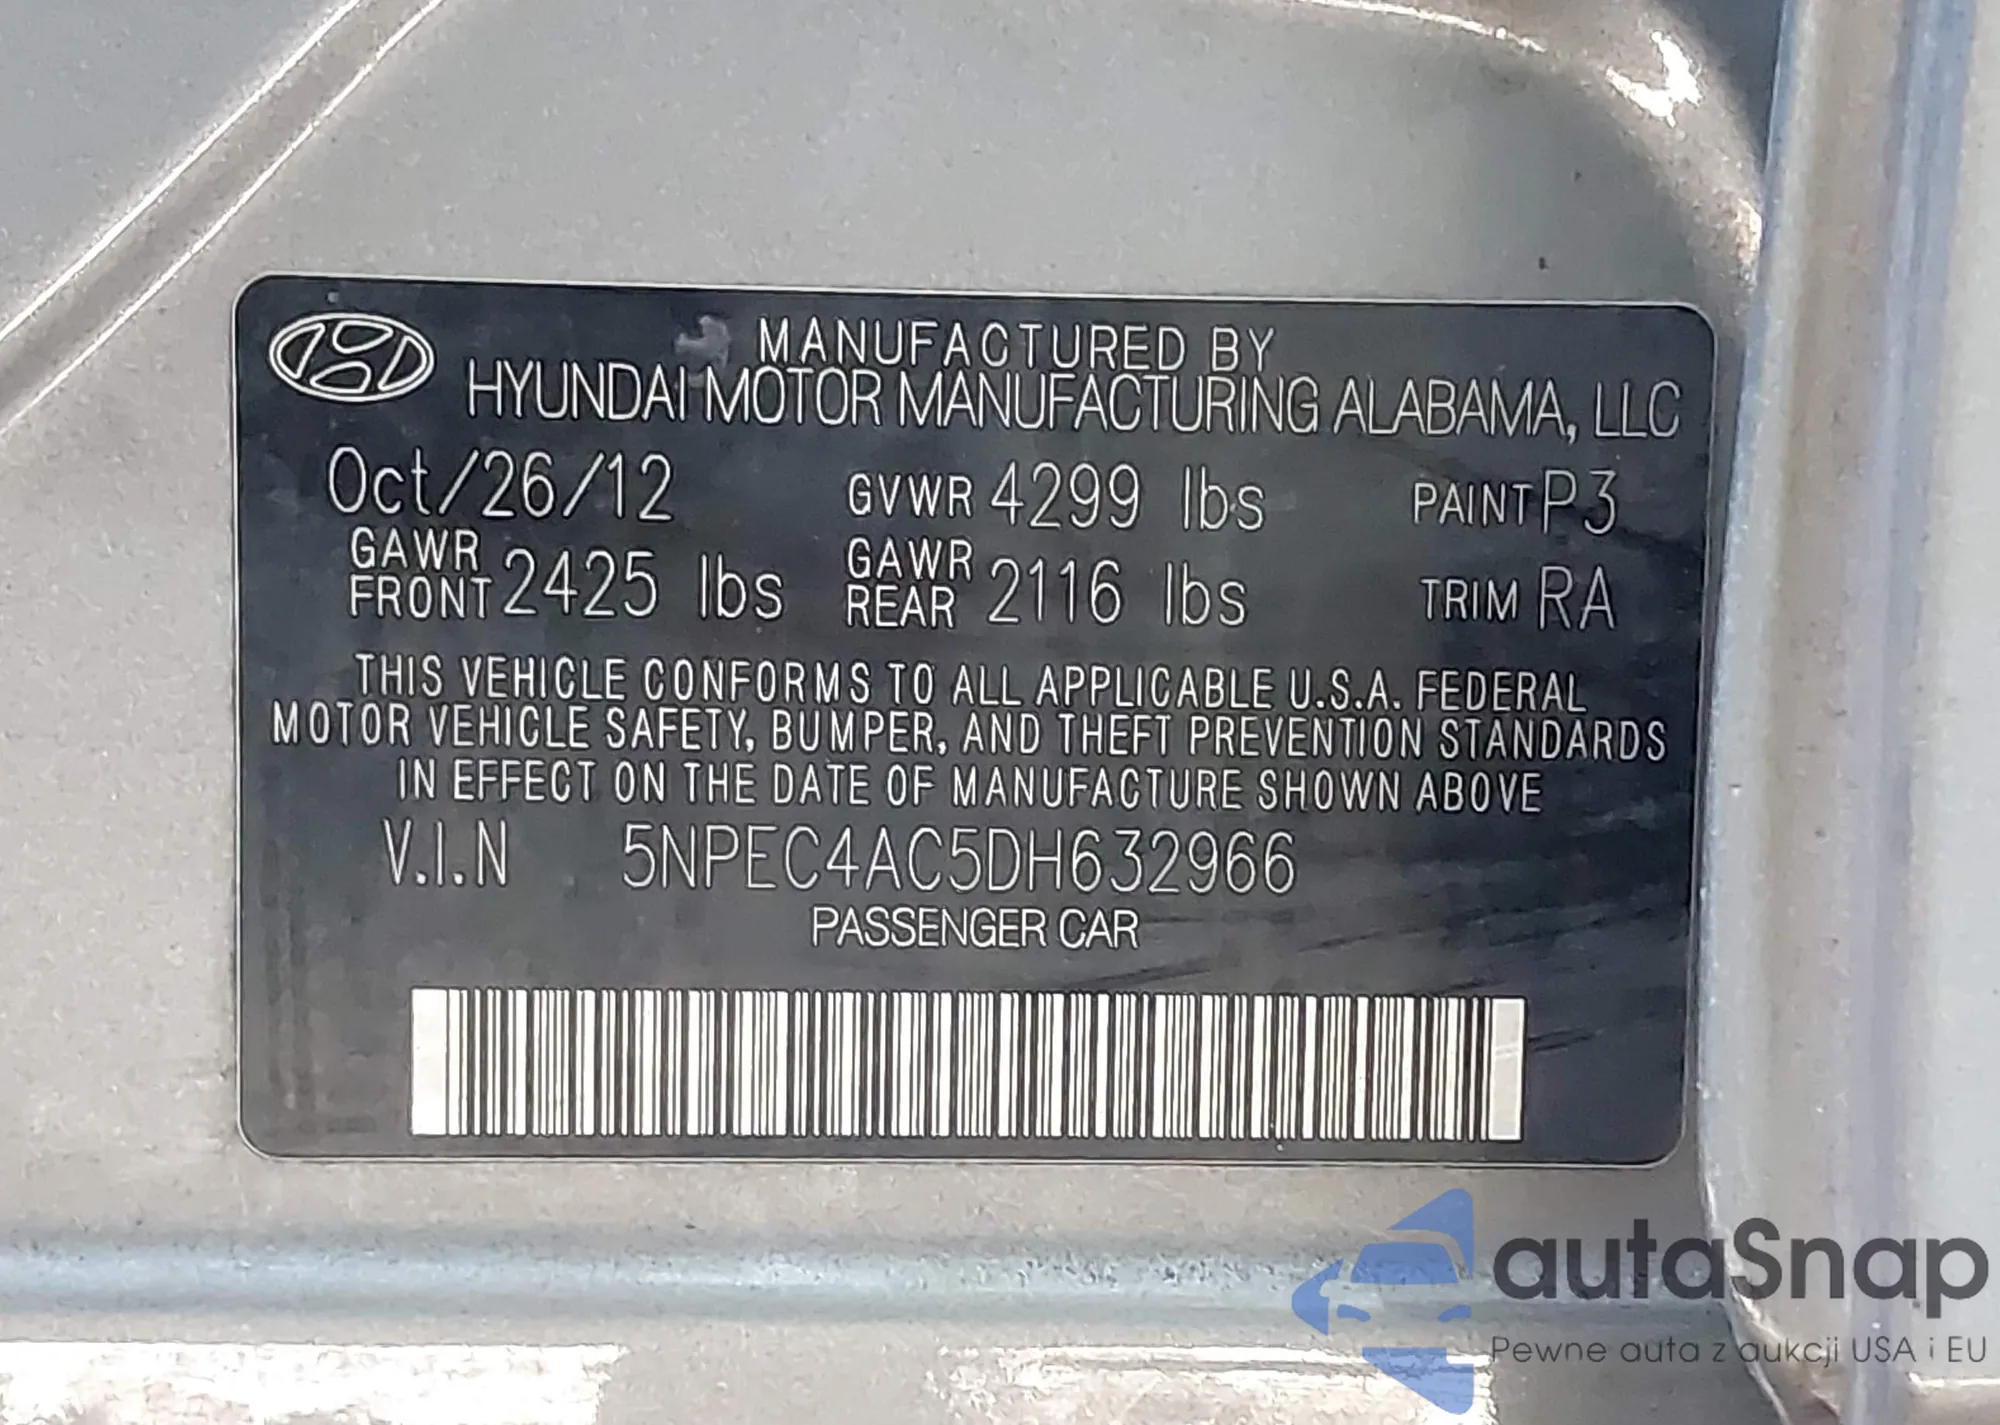 MANUFACTURED BY
HYUNDAI MOTOR MANUFACTURING ALABAMA, LLC
Oct/26/12 GVWR 4299 lbs PAINT P3
GAWR FRONT 2425 lbs GAWR REAR 2116 lbs TRIM RA
THIS VEHICLE CONFORMS TO ALL APPLICABLE U.S.A. FEDERAL
MOTOR VEHICLE SAFETY, BUMPER, AND THEFT PREVENTION STANDARDS
IN EFFECT ON THE DATE OF MANUFACTURE SHOWN ABOVE
V.I.N 5NPEC4AC5DH632966
PASSENGER CAR
autaSnap
Pewne auta z aukcji USA i EU